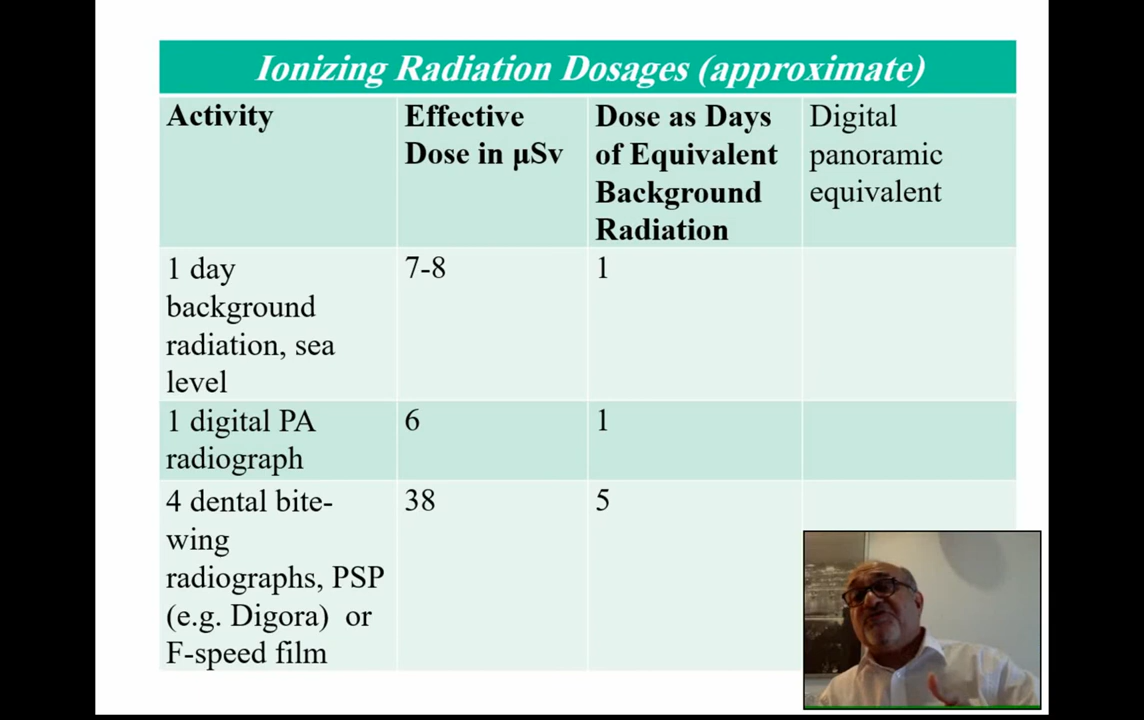 Ionizing Radiation Dosages (approximate)
Activity
Effective
Dose in μSv
Dose as Days
of Equivalent
Background
Radiation
Digital
panoramic
equivalent
1 day
background
radiation, sea
level
7-8
1
1 digital PA
radiograph
6
1
4 dental bite-
wing
radiographs, PSP
(e.g. Digora) or
F-speed film
38
5